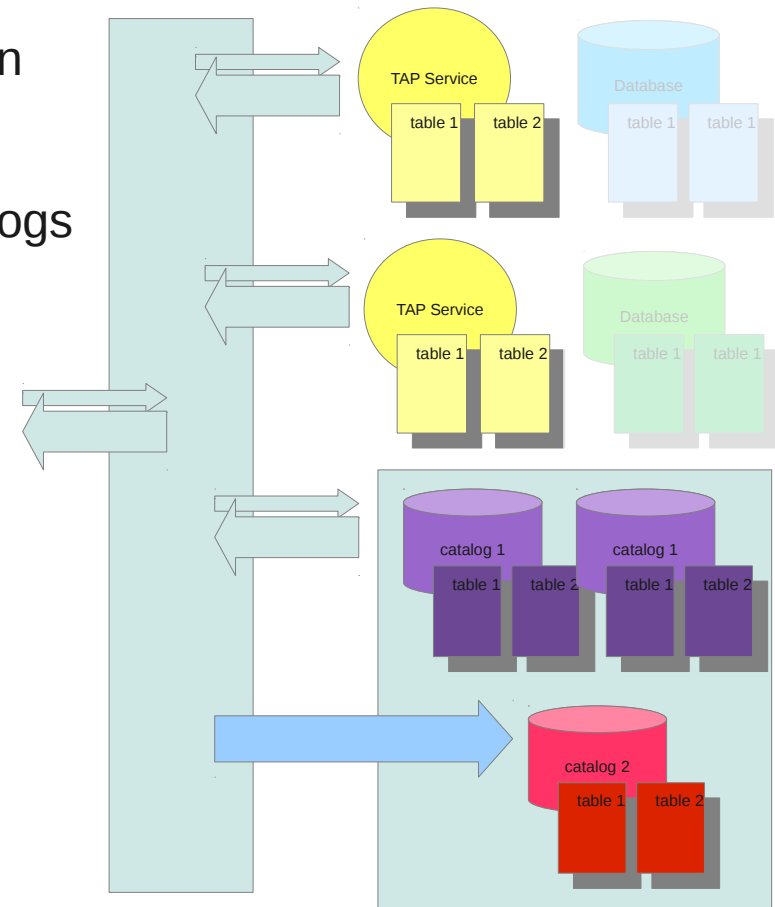 n
ogs
TAP Service
table 1 table 2
Database
table 1 table 1
TAP Service
table 1 table 2
Database
table 1 table 1
catalog 1
table 1 table 2
catalog 1
table 1 table 2
catalog 2
table 1 table 2